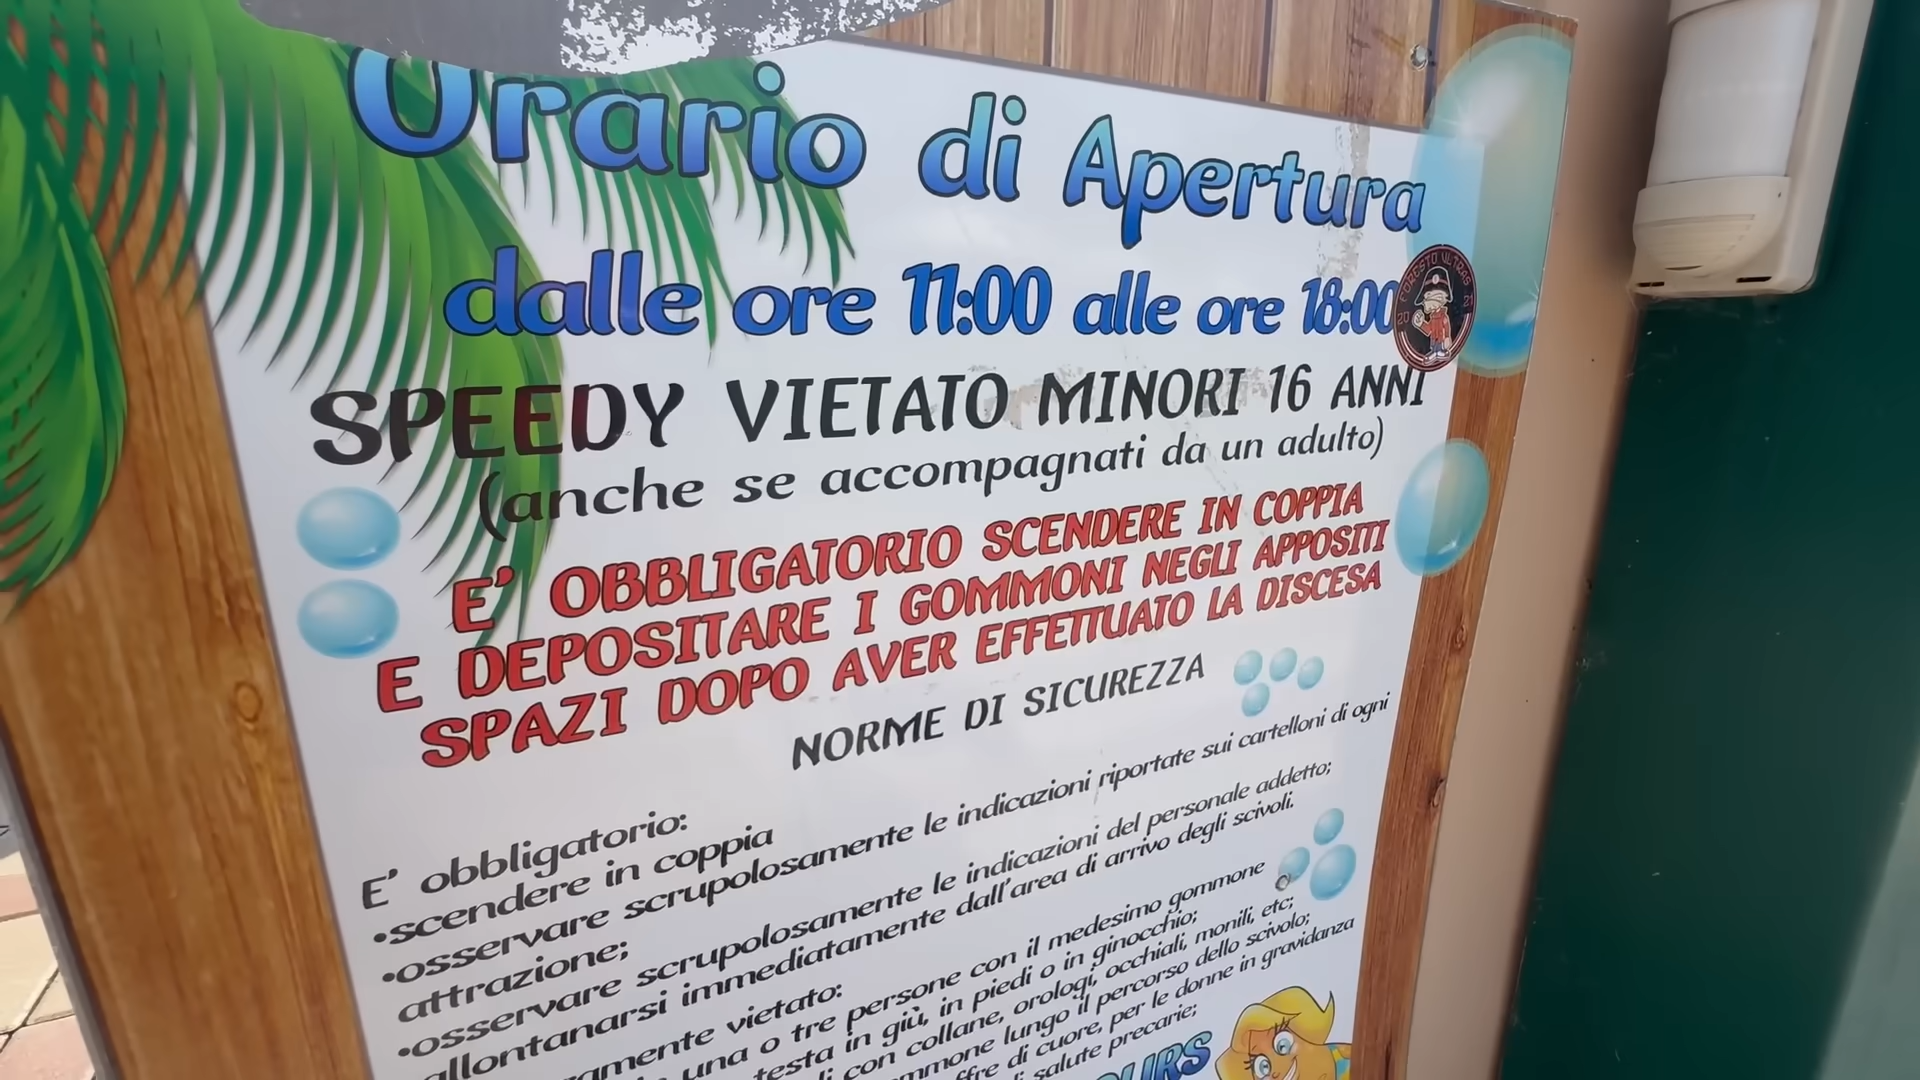 Orario di Apertura
dalle ore 11:00 alle ore 18:00
FORESTO ULTRAS
20 21
SPEEDY VIETATO MINORI 16 ANNI
(anche se accompagnati da un adulto)
E' OBBLIGATORIO SCENDERE IN COPPIA
E DEPOSITARE I GOMMONI NEGLI APPOSITI
SPAZI DOPO AVER EFFETTUATO LA DISCESA
NORME DI SICUREZZA
E' obbligatorio:
•scendere in coppia
•osservare scrupolosamente le indicazioni riportate sui cartelloni di ogni
attrazione;
•osservare scrupolosamente le indicazioni del personale addetto;
allontanarsi immediatamente dall'area di arrivo degli scivoli.
vietato:
una o tre persone con il medesimo gommone
testa in giù, in piedi o in ginocchio;
con collane, orologi, occhiali, monili, etc;
lungo il percorso dello scivolo;
di cuore, per le donne in gravidanza
salute precarie;